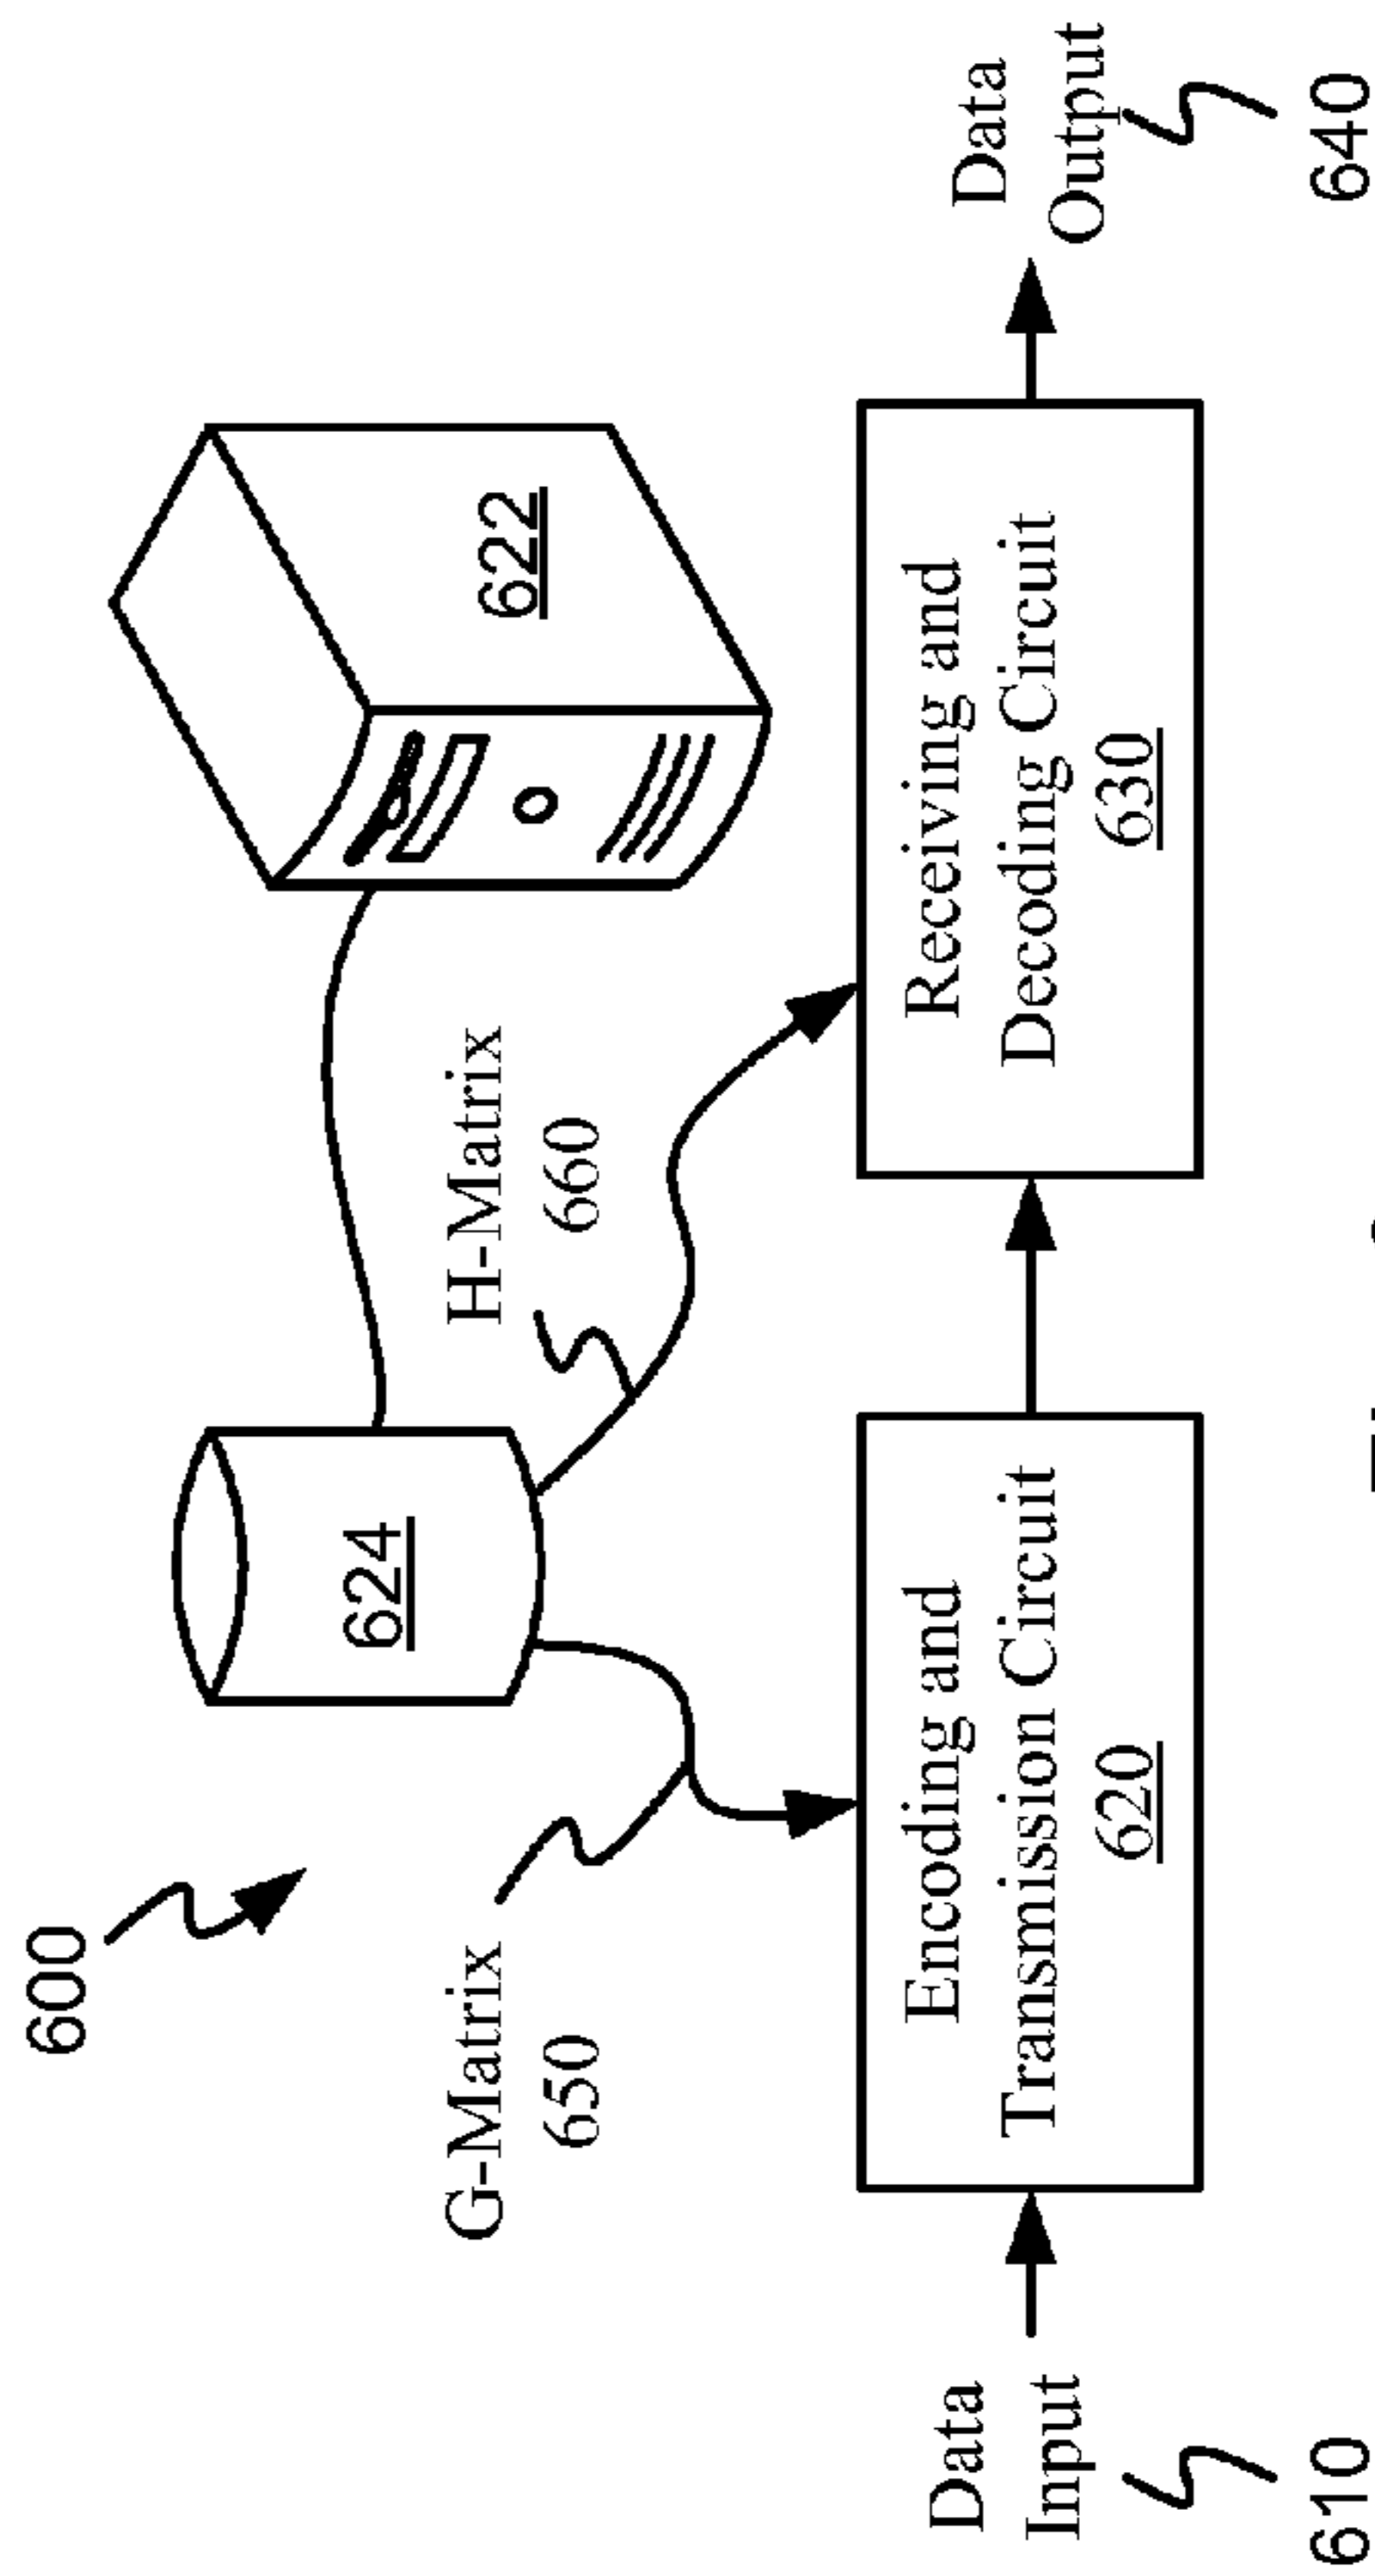 600
624
622
G-Matrix
650
H-Matrix
660
Data
Input
610
Encoding and
Transmission Circuit
620
Receiving and
Decoding Circuit
630
Data
Output
640